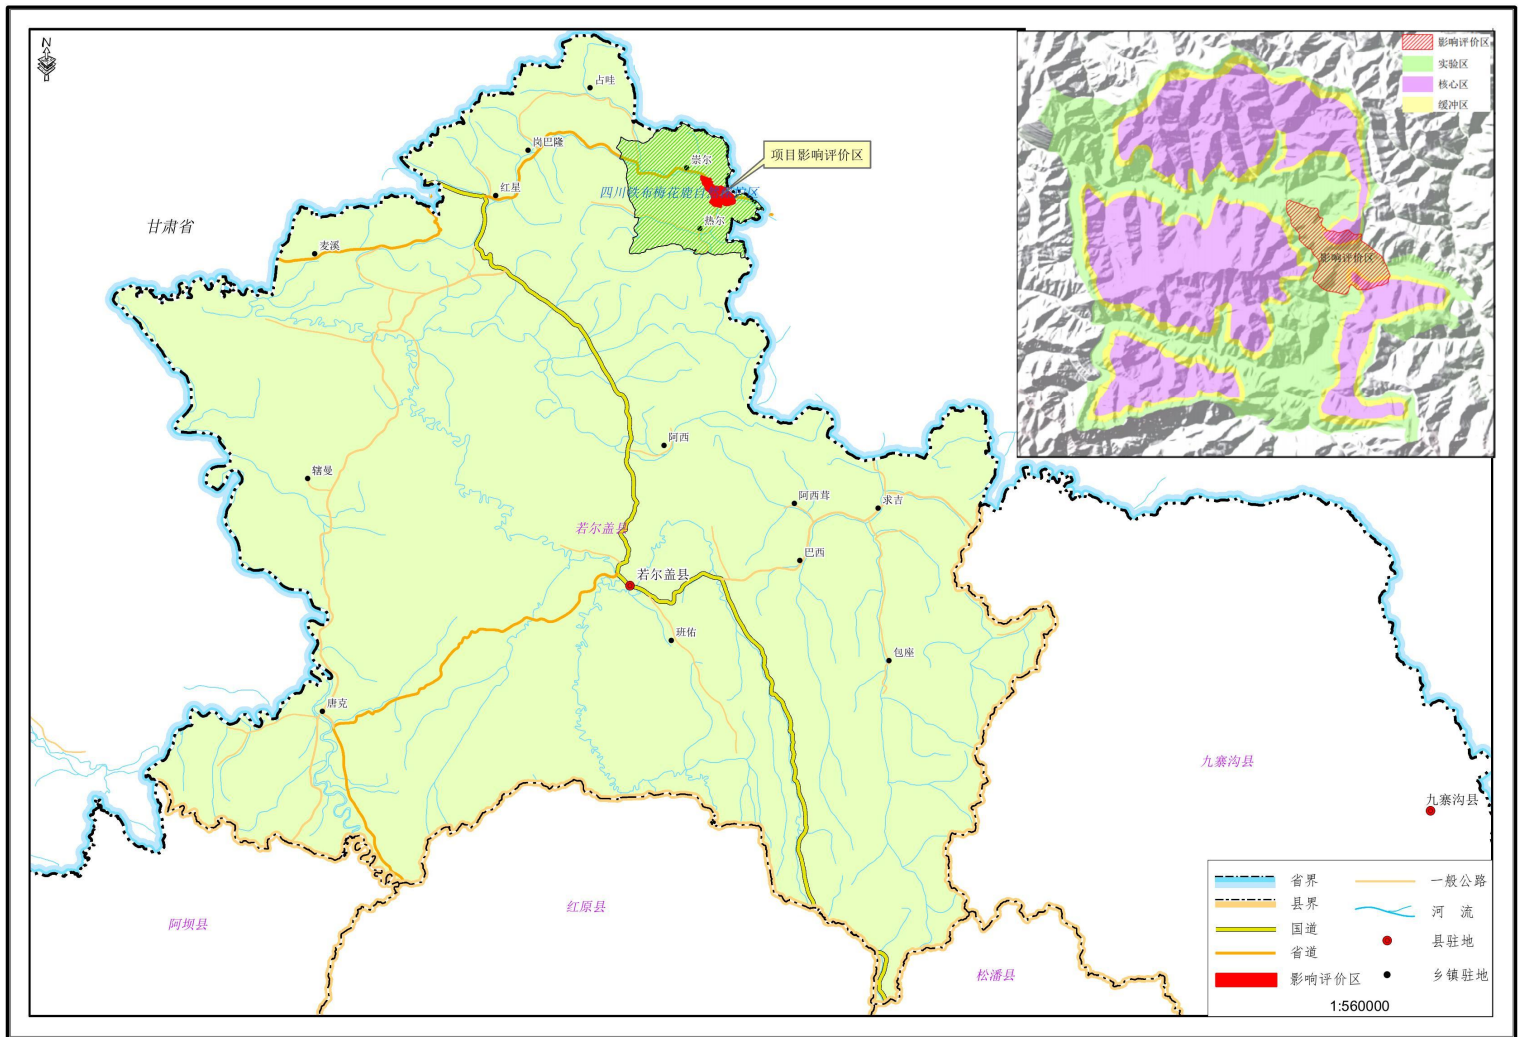 N
影响评价区
实验区
核心区
缓冲区
占哇
岗巴隆
崇尔
项目影响评价区
红星
四川铁布梅花鹿自然保护区
热尔
甘肃省
麦溪
影响评价区
阿西
辖曼
阿西茸
求吉
若尔盖县
巴西
若尔盖县
班佑
包座
唐克
九寨沟县
九寨沟县
阿坝县
红原县
松潘县
省界
一般公路
县界
河 流
国道
县驻地
省道
影响评价区
乡镇驻地
1:560000